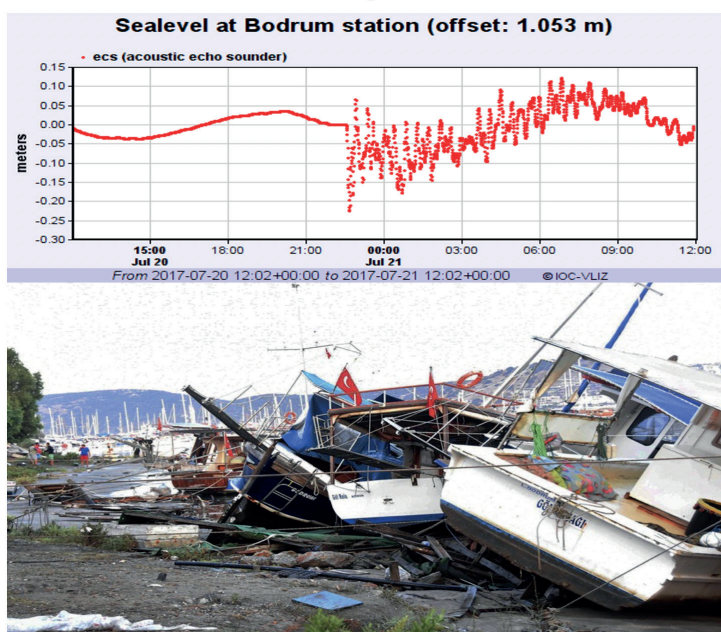 Sealevel at Bodrum station (offset: 1.053 m)
ecs (acoustic echo sounder)
0.15
0.10
0.05
0.00
-0.05
-0.10
-0.15
-0.20
-0.25
-0.30
meters
15:00 18:00 21:00 00:00 03:00 06:00 09:00 12:00
Jul 20 Jul 21
From 2017-07-20 12:02+00:00 to 2017-07-21 12:02+00:00 ©IOC-VLIZ